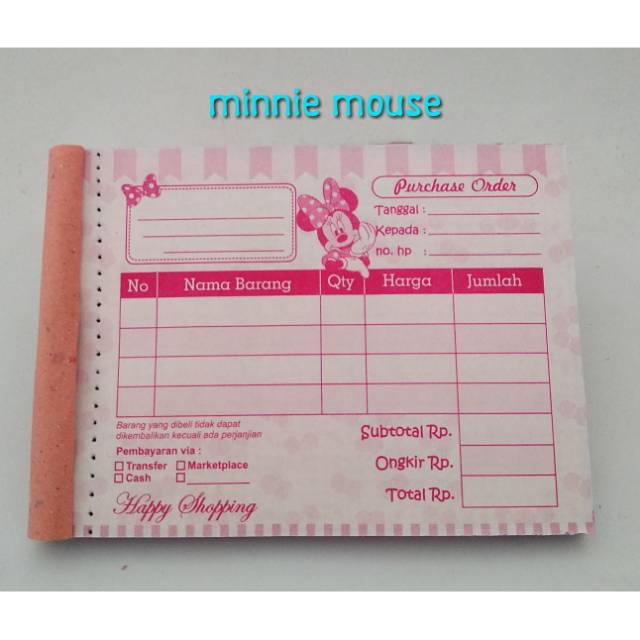 minnie mouse
Purchase Order
Tanggal :
Kepada :
no. hp :
No Nama Barang Qty Harga Jumlah
Barang yang dibeli tidak dapat
dikembalikan kecuali ada perjanjian
Pembayaran via :
Transfer Marketplace
Cash
Happy Shopping
Subtotal Rp.
Ongkir Rp.
Total Rp.